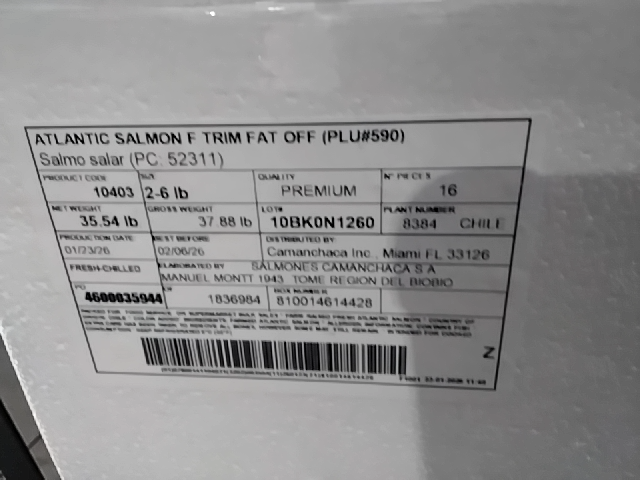 ATLANTIC SALMON F TRIM FAT OFF (PLU#590)
Salmo salar (PC: 52311)
PRODUCT CODE SIZE QUALITY N° PIECES
10403 2-6 lb PREMIUM 16
NET WEIGHT GROSS WEIGHT LOT# PLANT NUMBER
35.54 lb 37.88 lb 10BK0N1260 8384 CHILE
PRODUCTION DATE BEST BEFORE DISTRIBUTED BY
01/23/26 02/06/26 Camanchaca Inc., Miami FL 33126
FRESH-CHILLED ELABORATED BY SALMONES CAMANCHACA S A
MANUEL MONTT 1943 TOME REGION DEL BIOBIO
PO BOX NUMBER
4600035944 1836984 810014614428
Z